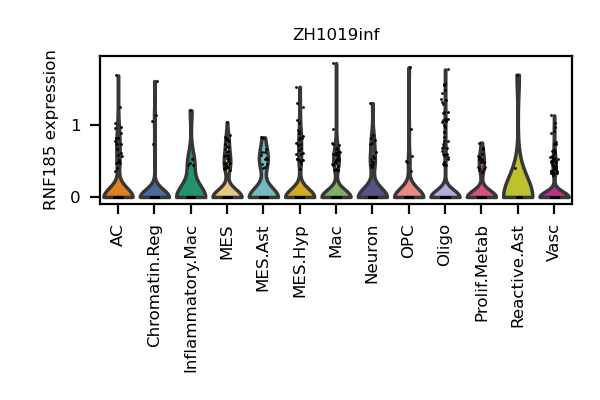 ZH1019inf
RNF185 expression
1
0
AC
Chromatin.Reg
Inflammatory.Mac
MES
MES.Ast
MES.Hyp
Mac
Neuron
OPC
Oligo
Prolif.Metab
Reactive.Ast
Vasc